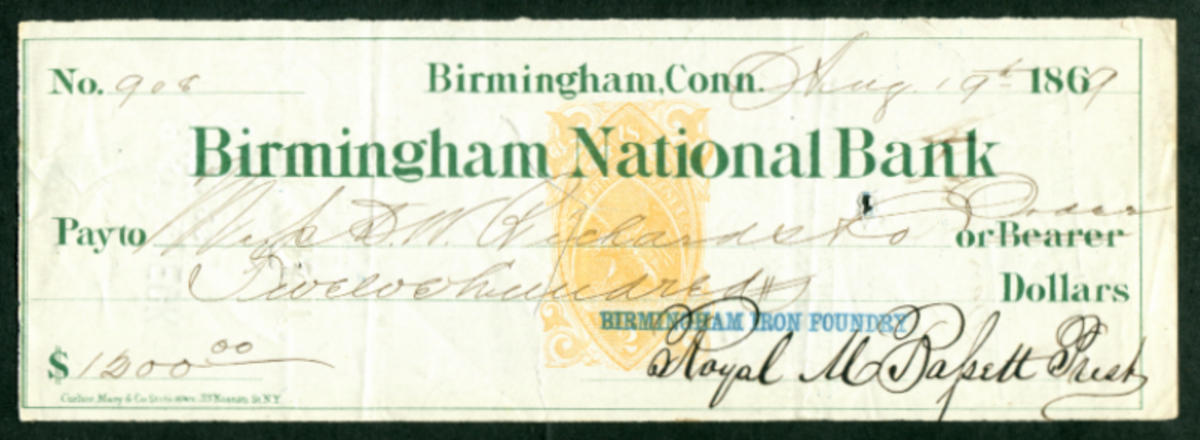 No. 908 Birmingham, Conn. Aug. 19th 1869
Birmingham National Bank
Pay to Mess D. W. Richards & Co or Bearer Order
Twelve hundred Dollars
BIRMINGHAM IRON FOUNDRY
$1200.00 Royal M Bassett Prest